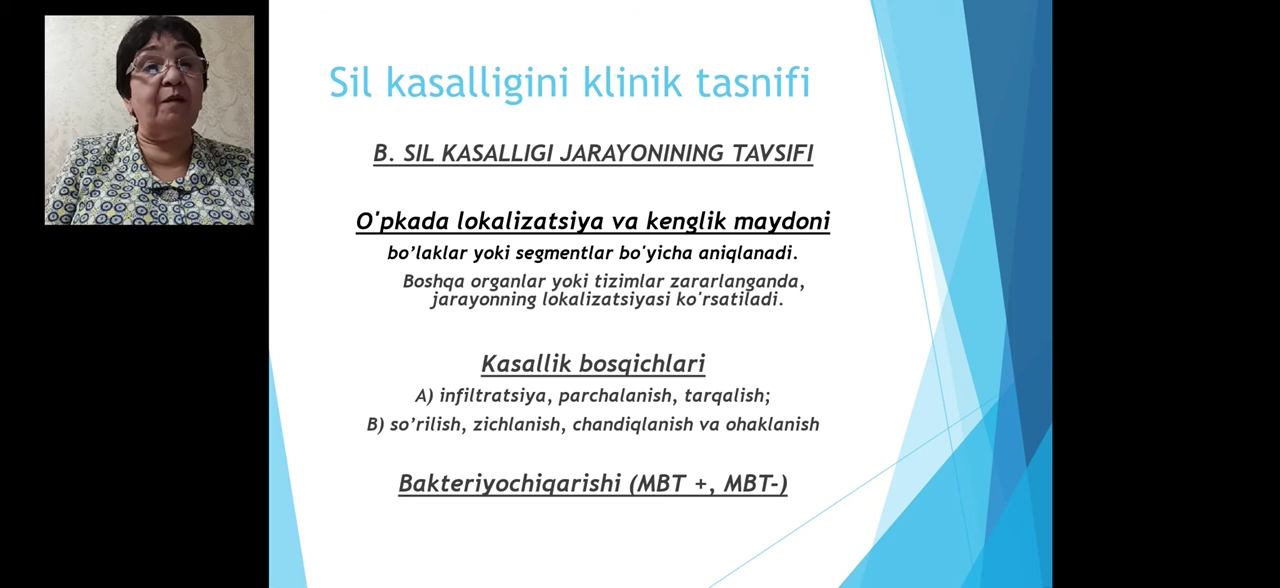 Sil kasalligini klinik tasnifi
B. SIL KASALLIGI JARAYONINING TAVSIFI
O'pkada lokalizatsiya va kenglik maydoni
bo’laklar yoki segmentlar bo'yicha aniqlanadi.
Boshqa organlar yoki tizimlar zararlanganda,
jarayonning lokalizatsiyasi ko'rsatiladi.
Kasallik bosqichlari
A) infiltratsiya, parchalanish, tarqalish;
B) so’rilish, zichlanish, chandiqlanish va ohaklanish
Bakteriyochiqarishi (MBT +, MBT-)